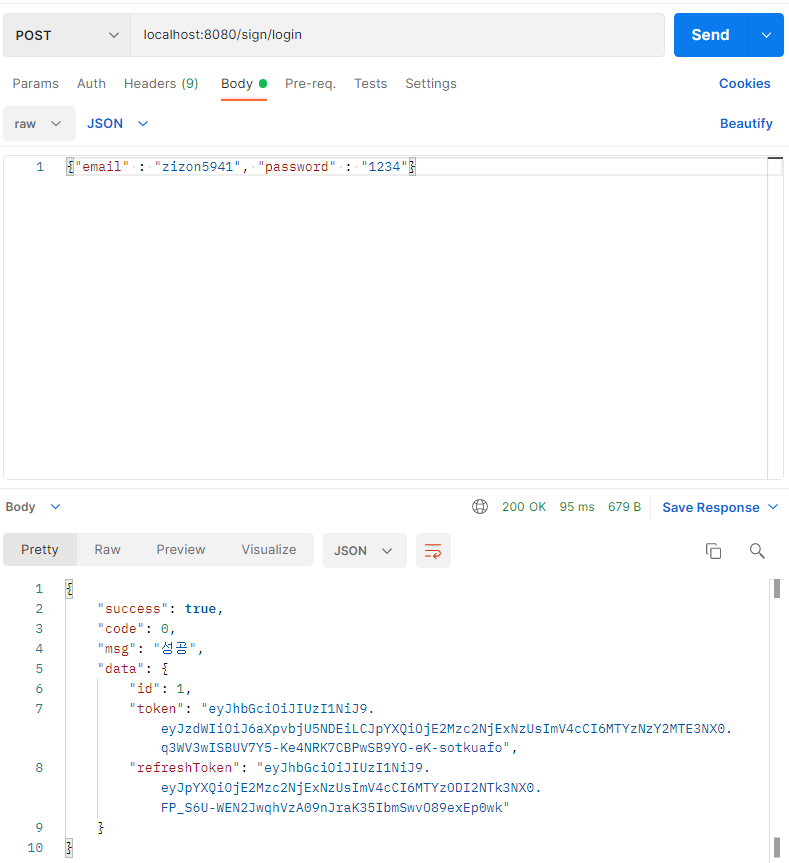 POST localhost:8080/sign/login Send
Params Auth Headers (9) Body Pre-req. Tests Settings Cookies
raw JSON Beautify
1 {"email" : "zizon5941", "password" : "1234"}
Body 200 OK 95 ms 679 B Save Response
Pretty Raw Preview Visualize JSON
1 {
2 "success": true,
3 "code": 0,
4 "msg": "성공",
5 "data": {
6 "id": 1,
7 "token": "eyJhbGciOiJIUzI1NiJ9.
eyJzdWIiOiJ6aXpvbjU5NDEiLCJpYXQiOjE2Mzc2NjExNzUsImV4cCI6MTYzNzY2MTE3NX0.
q3WV3wISBUV7Y5-Ke4NRK7CBPwSB9YO-eK-sotkuafo",
8 "refreshToken": "eyJhbGciOiJIUzI1NiJ9.
eyJpYXQiOjE2Mzc2NjExNzUsImV4cCI6MTYzODI2NTk3NX0.
FP_S6U-WEN2JwqhVzA09nJraK35IbmSwvO89exEp0wk"
9 }
10 }